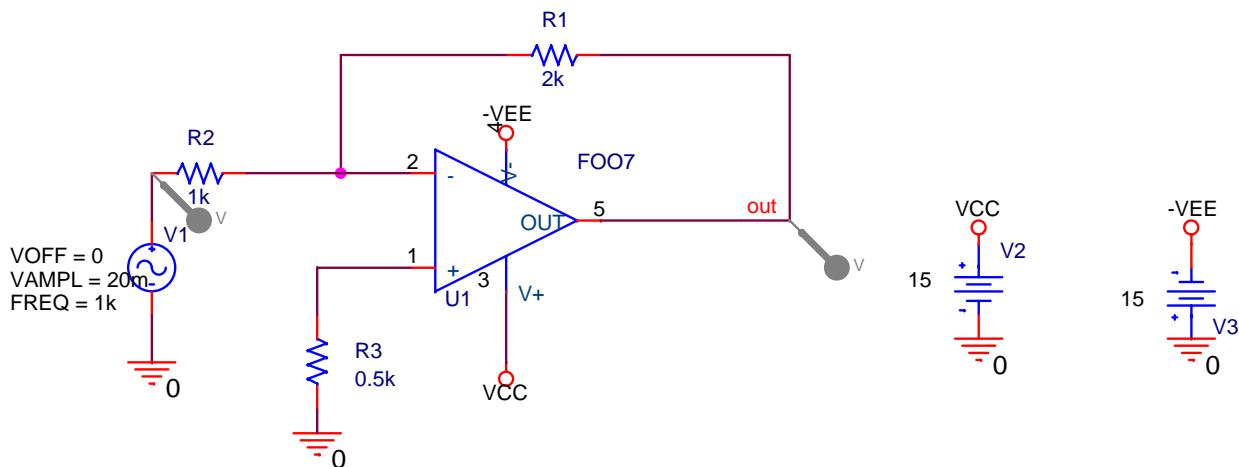 R1
2k
-VEE
4
V-
FOO7
R2
1k
2
-
OUT
5
out
V
V1
VOFF = 0
VAMPL = 20m
FREQ = 1k
+
-
1
+
3
U1
V+
V
VCC
+
V2
15
-
0
-VEE
-
15
+
V3
0
R3
0.5k
VCC
0
0